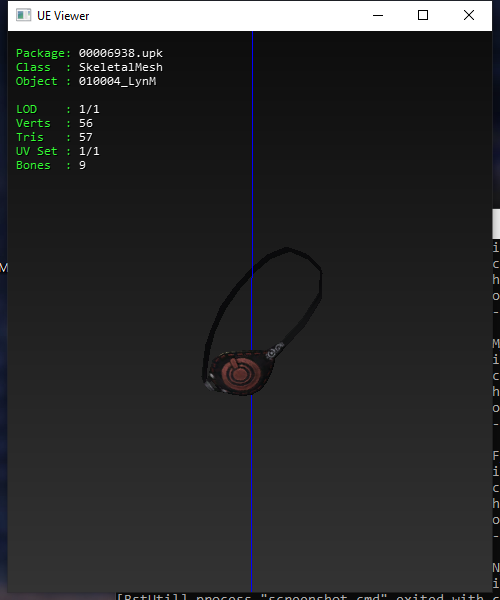 UE Viewer
Package: 00006938.upk
Class : SkeletalMesh
Object : 010004_LynM
LOD : 1/1
Verts : 56
Tris : 57
UV Set : 1/1
Bones : 9
M
i
c
h
o
-
M
i
c
h
o
-
F
i
c
h
o
-
N
i
[BstUtil] process "screenshot.cmd" exited with c